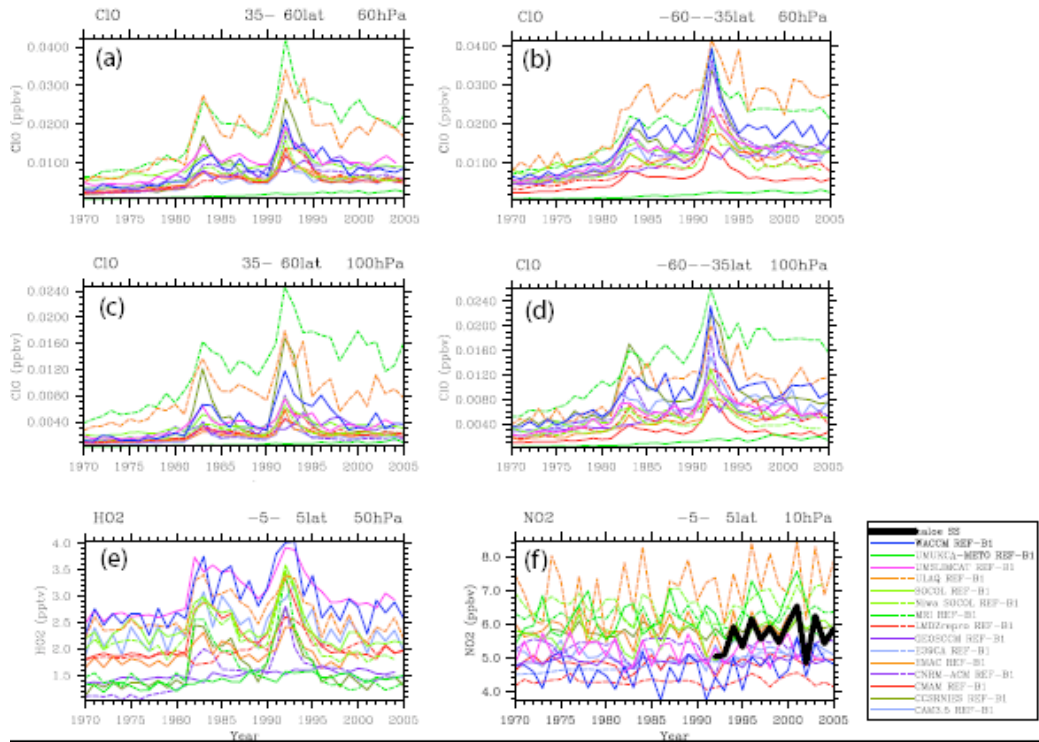 ClO 35- 60lat 60hPa
(a)
0.0400
0.0300
0.0200
0.0100
ClO (ppbv)
1970 1975 1980 1985 1990 1995 2000 2005
ClO -60--35lat 60hPa
(b)
0.0400
0.0300
0.0200
0.0100
ClO (ppbv)
1970 1975 1980 1985 1990 1995 2000 2005
ClO 35- 60lat 100hPa
(c)
0.0240
0.0200
0.0160
0.0120
0.0080
0.0040
ClO (ppbv)
1970 1975 1980 1985 1990 1995 2000 2005
ClO -60--35lat 100hPa
(d)
0.0240
0.0200
0.0160
0.0120
0.0080
0.0040
ClO (ppbv)
1970 1975 1980 1985 1990 1995 2000 2005
HO2 -5- 5lat 50hPa
(e)
4.0
3.5
3.0
2.5
2.0
1.5
HO2 (pptv)
1970 1975 1980 1985 1990 1995 2000 2005
Year
NO2 -5- 5lat 10hPa
(f)
8.0
7.0
6.0
5.0
4.0
NO2 (ppbv)
1970 1975 1980 1985 1990 1995 2000 2005
Year
SS
WACCM REF-B1
UMUKCA-METO REF-B1
UMSLIMCAT REF-B1
ULAQ REF-B1
SOCOL REF-B1
Niwa SOCOL REF-B1
MRI REF-B1
LMDZrepro REF-B1
GEOSCCM REF-B1
E39CA REF-B1
EMAC REF-B1
CNRM-ACM REF-B1
CMAM REF-B1
CCSRNIES REF-B1
CAM3.5 REF-B1